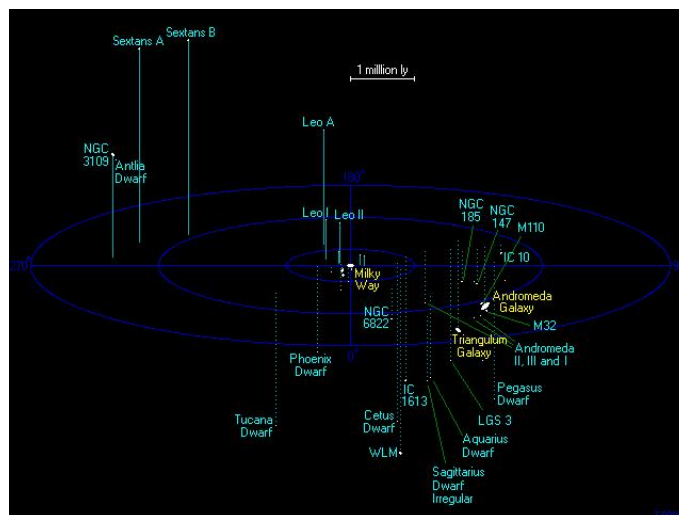 Sextans B
Sextans A
1 milllion ly
Leo A
NGC
3109
Antlia
Dwarf
180°
NGC
185
NGC
147
M110
Leo I
Leo II
IC 10
270°
Milky
Way
Andromeda
Galaxy
NGC
6822
M32
Triangulum
Galaxy
0°
Andromeda
II, III and I
Phoenix
Dwarf
Pegasus
Dwarf
IC
1613
LGS 3
Tucana
Dwarf
Cetus
Dwarf
Aquarius
Dwarf
WLM
Sagittarius
Dwarf
Irregular